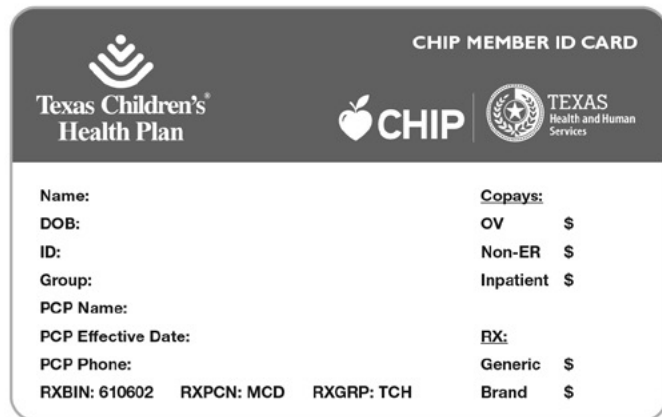 CHIP MEMBER ID CARD
Texas Children's®
Health Plan
CHIP
TEXAS
Health and Human
Services
Name:
DOB:
ID:
Group:
PCP Name:
PCP Effective Date:
PCP Phone:
RXBIN: 610602 RXPCN: MCD RXGRP: TCH
Copays:
OV $
Non-ER $
Inpatient $
RX:
Generic $
Brand $